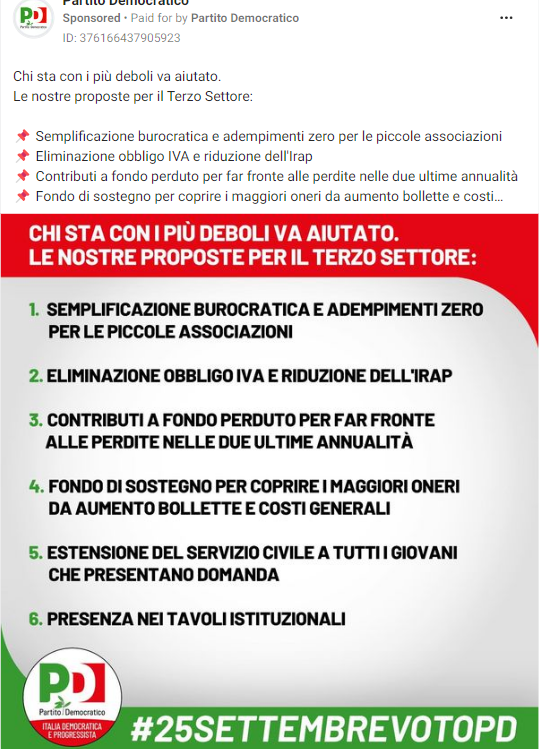 Partito Democratico
Sponsored • Paid for by Partito Democratico
ID: 376166437905923
Chi sta con i più deboli va aiutato.
Le nostre proposte per il Terzo Settore:
📌 Semplificazione burocratica e adempimenti zero per le piccole associazioni
📌 Eliminazione obbligo IVA e riduzione dell'Irap
📌 Contributi a fondo perduto per far fronte alle perdite nelle due ultime annualità
📌 Fondo di sostegno per coprire i maggiori oneri da aumento bollette e costi...
CHI STA CON I PIÙ DEBOLI VA AIUTATO.
LE NOSTRE PROPOSTE PER IL TERZO SETTORE:
1. SEMPLIFICAZIONE BUROCRATICA E ADEMPIMENTI ZERO
PER LE PICCOLE ASSOCIAZIONI
2. ELIMINAZIONE OBBLIGO IVA E RIDUZIONE DELL'IRAP
3. CONTRIBUTI A FONDO PERDUTO PER FAR FRONTE
ALLE PERDITE NELLE DUE ULTIME ANNUALITÀ
4. FONDO DI SOSTEGNO PER COPRIRE I MAGGIORI ONERI
DA AUMENTO BOLLETTE E COSTI GENERALI
5. ESTENSIONE DEL SERVIZIO CIVILE A TUTTI I GIOVANI
CHE PRESENTANO DOMANDA
6. PRESENZA NEI TAVOLI ISTITUZIONALI
PD
Partito Democratico
ITALIA DEMOCRATICA
E PROGRESSISTA
#25SETTEMBREVOTOPD